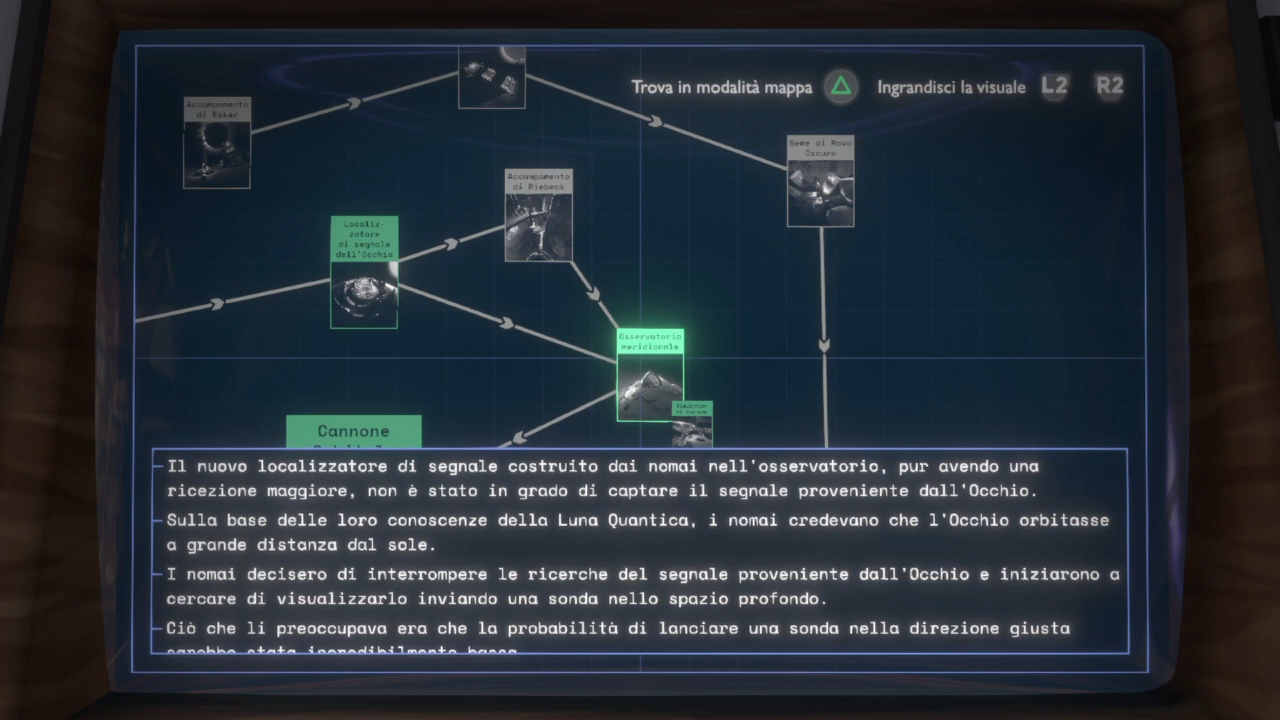 Trova in modalità mappa
Ingrandisci la visuale
L2
R2
Accampamento
di Esker
Seme di Rovo
Oscuro
Accampamento
di Riebeck
Localiz-
zatore
di segnale
dell'Occhio
Osservatorio
meridionale
Cannone
Il nuovo localizzatore di segnale costruito dai nomai nell'osservatorio, pur avendo una
ricezione maggiore, non è stato in grado di captare il segnale proveniente dall'Occhio.
Sulla base delle loro conoscenze della Luna Quantica, i nomai credevano che l'Occhio orbitasse
a grande distanza dal sole.
I nomai decisero di interrompere le ricerche del segnale proveniente dall'Occhio e iniziarono a
cercare di visualizzarlo inviando una sonda nello spazio profondo.
Ciò che li preoccupava era che la probabilità di lanciare una sonda nella direzione giusta
sarebbe stata incredibilmente bassa.